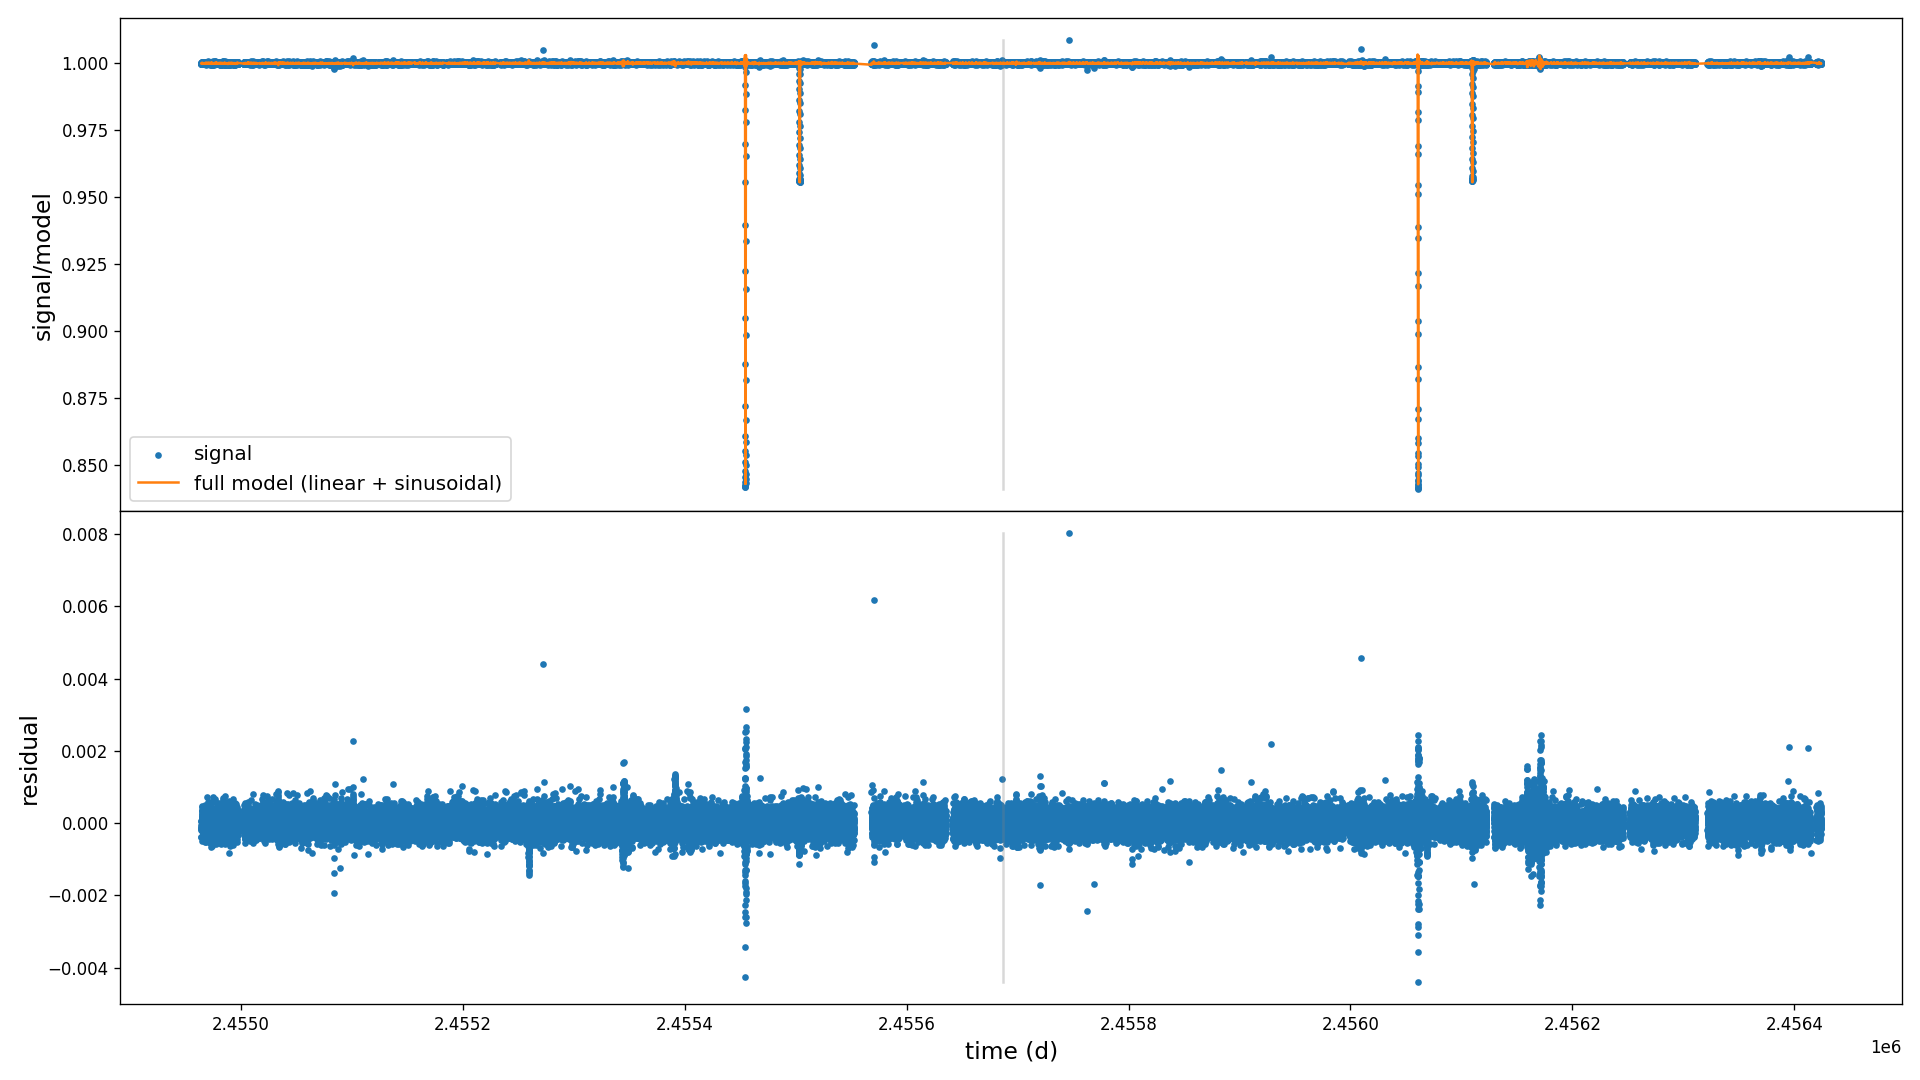 signal/model
1.000
0.975
0.950
0.925
0.900
0.875
0.850
signal
full model (linear + sinusoidal)
residual
0.008
0.006
0.004
0.002
0.000
−0.002
−0.004
2.4550 2.4552 2.4554 2.4556 2.4558 2.4560 2.4562 2.4564
time (d)
1e6